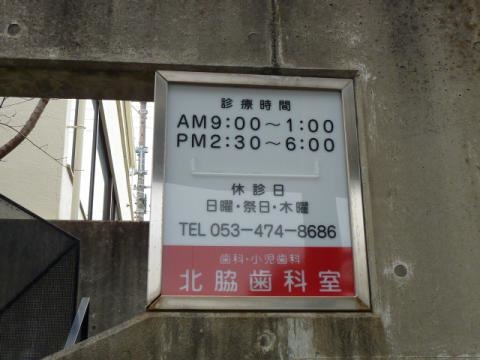 診療時間
AM9:00～1:00
PM2:30～6:00
休診日
日曜・祭日・木曜
TEL 053-474-8686
歯科・小児歯科
北脇歯科室